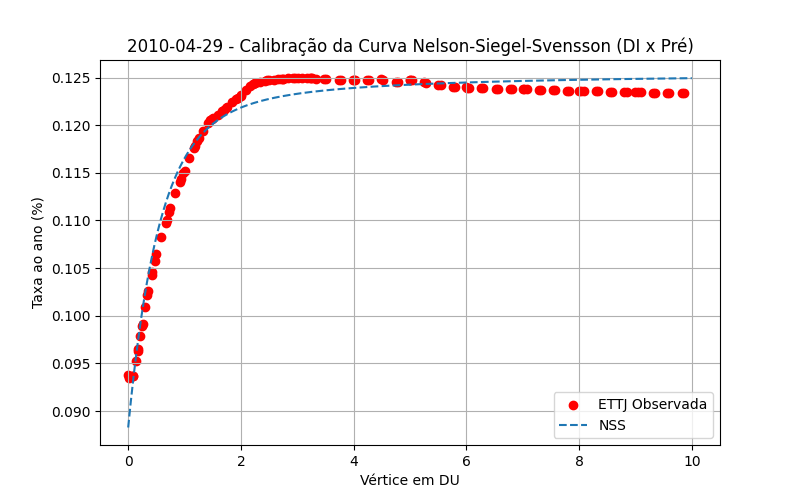 2010-04-29 - Calibração da Curva Nelson-Siegel-Svensson (DI x Pré)
Taxa ao ano (%)
0.125
0.120
0.115
0.110
0.105
0.100
0.095
0.090
ETTJ Observada
NSS
0 2 4 6 8 10
Vértice em DU